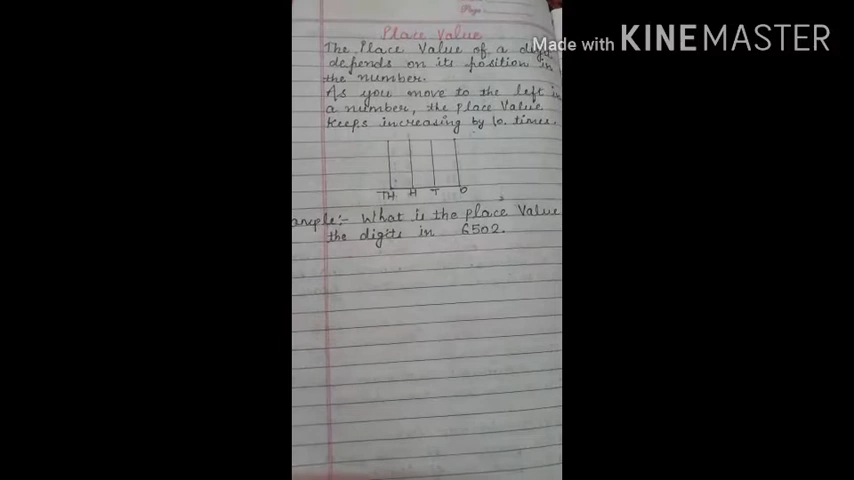 Page:
Place Value
The Place Value of a digi
depends on its position in
the number.
As you move to the left in
a number, the place Value
keeps increasing by 10. times.
TH H T O
ample:- What is the place Value
the digits in 6502.
Made with KINEMASTER